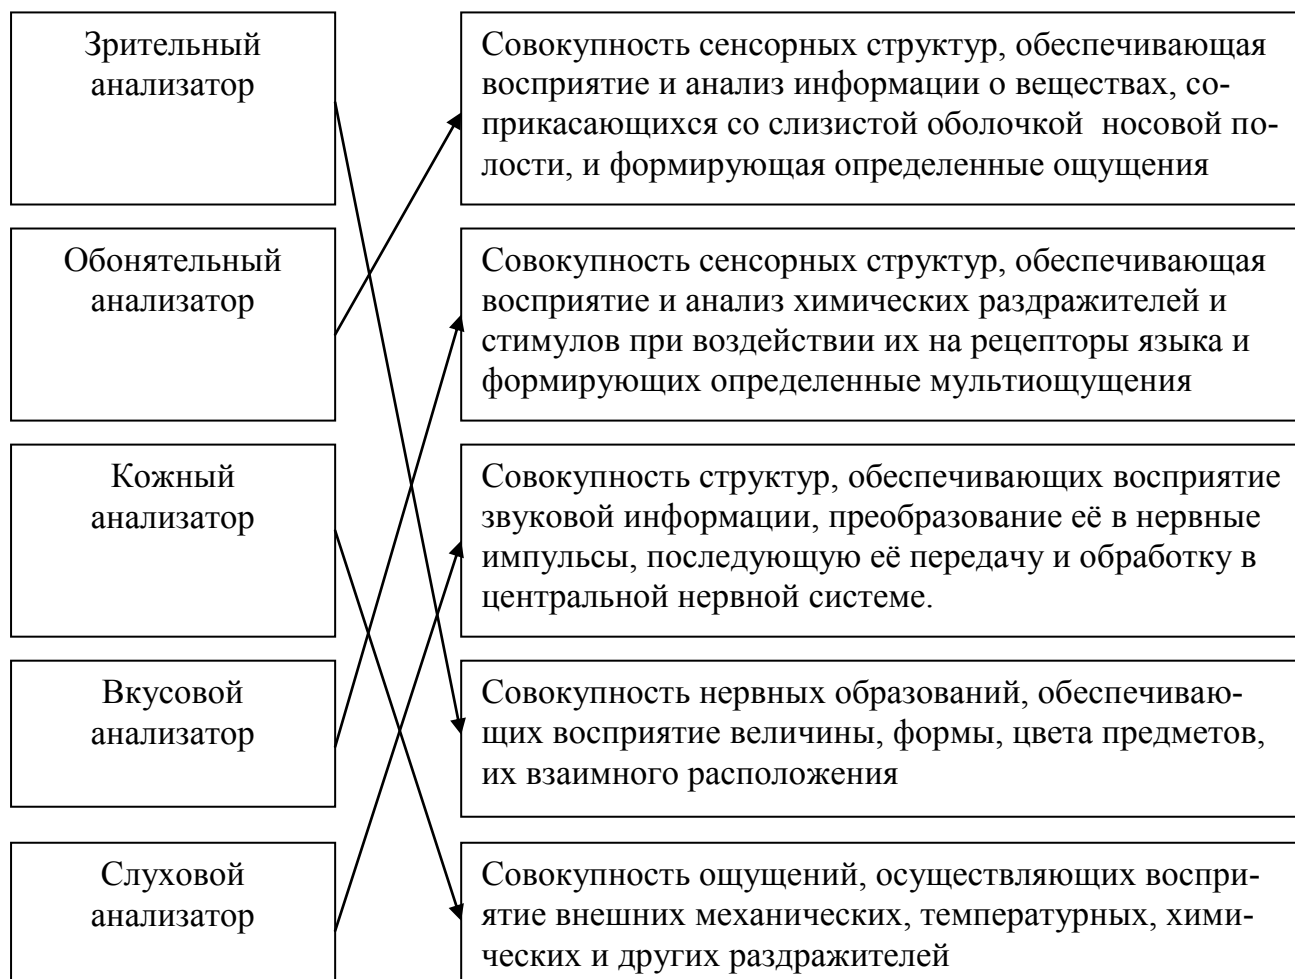 Зрительный
анализатор
Совокупность сенсорных структур, обеспечивающая
восприятие и анализ информации о веществах, со-
прикасающихся со слизистой оболочкой  носовой по-
лости, и формирующая определенные ощущения
Обонятельный
анализатор
Совокупность сенсорных структур, обеспечивающая
восприятие и анализ химических раздражителей и
стимулов при воздействии их на рецепторы языка и
формирующих определенные мультиощущения
Кожный
анализатор
Совокупность структур, обеспечивающих восприятие
звуковой информации, преобразование её в нервные
импульсы, последующую её передачу и обработку в
центральной нервной системе.
Вкусовой
анализатор
Совокупность нервных образований, обеспечиваю-
щих восприятие величины, формы, цвета предметов,
их взаимного расположения
Слуховой
анализатор
Совокупность ощущений, осуществляющих воспри-
ятие внешних механических, температурных, хими-
ческих и других раздражителей